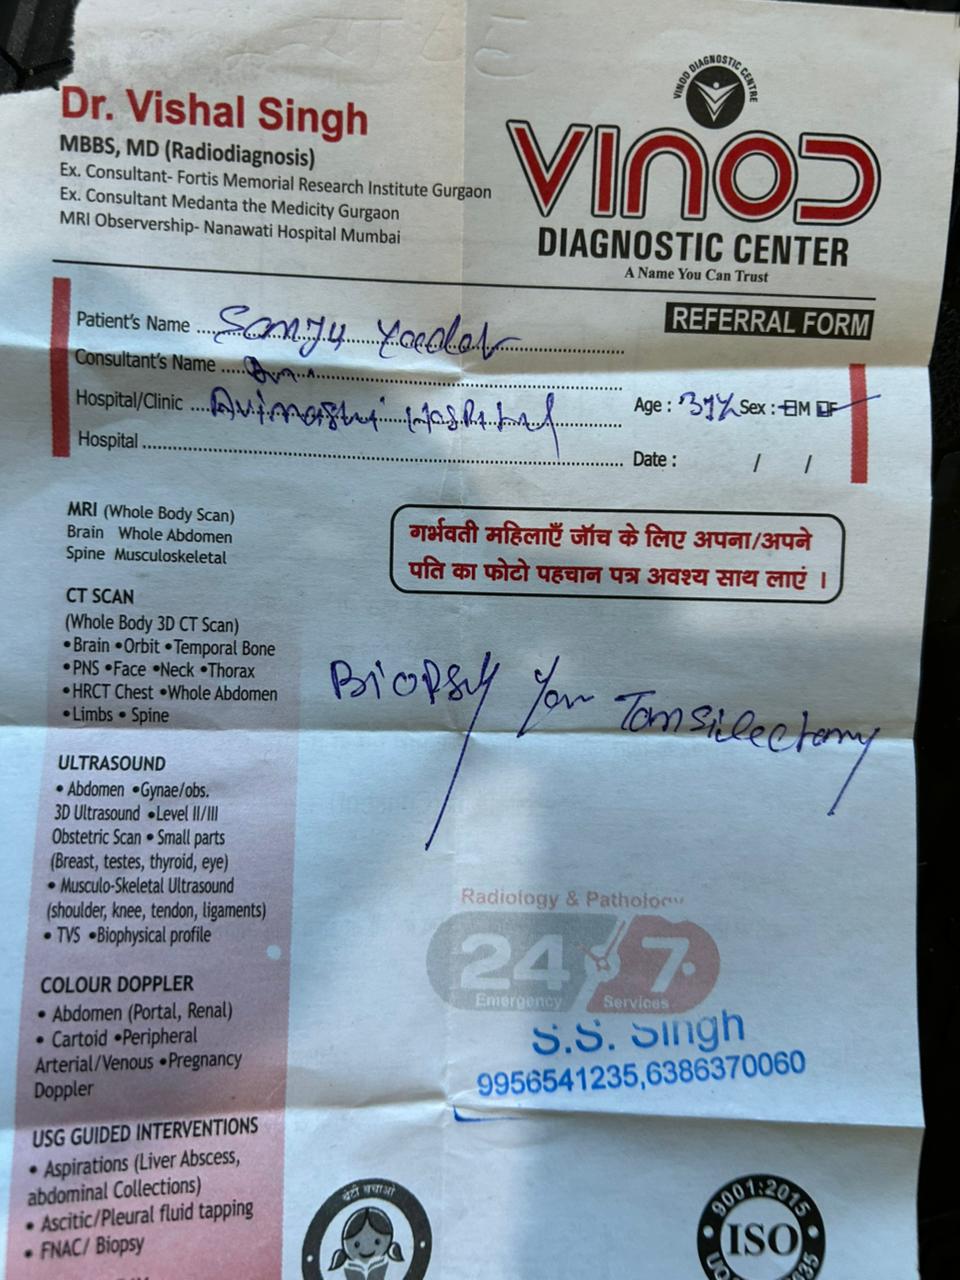 Dr. Vishal Singh
MBBS, MD (Radiodiagnosis)
Ex. Consultant- Fortis Memorial Research Institute Gurgaon
Ex. Consultant Medanta the Medicity Gurgaon
MRI Observership- Nanawati Hospital Mumbai
VINOD DIAGNOSTIC CENTRE
VINOD
DIAGNOSTIC CENTER
A Name You Can Trust
REFERRAL FORM
Patient's Name Sanju Yadav
Consultant's Name
Hospital/Clinic Hospital
Age : Sex : M F
Hospital
Date : / /
MRI (Whole Body Scan)
Brain Whole Abdomen
Spine Musculoskeletal
गर्भवती महिलाएँ जाँच के लिए अपना/अपने
पति का फोटो पहचान पत्र अवश्य साथ लाएं ।
CT SCAN
(Whole Body 3D CT Scan)
•Brain •Orbit •Temporal Bone
•PNS •Face •Neck •Thorax
•HRCT Chest •Whole Abdomen
•Limbs • Spine
Biopsy for Tonsilectomy
ULTRASOUND
• Abdomen •Gynae/obs.
3D Ultrasound •Level II/III
Obstetric Scan • Small parts
(Breast, testes, thyroid, eye)
• Musculo-Skeletal Ultrasound
(shoulder, knee, tendon, ligaments)
• TVS •Biophysical profile
Radiology & Pathology
24 7
Emergency Services
S.S. Singh
9956541235,6386370060
COLOUR DOPPLER
• Abdomen (Portal, Renal)
• Cartoid •Peripheral
Arterial/Venous •Pregnancy
Doppler
USG GUIDED INTERVENTIONS
• Aspirations (Liver Abscess,
abdominal Collections)
• Ascitic/Pleural fluid tapping
• FNAC/ Biopsy
बेटी बचाओ
9001:2015
ISO